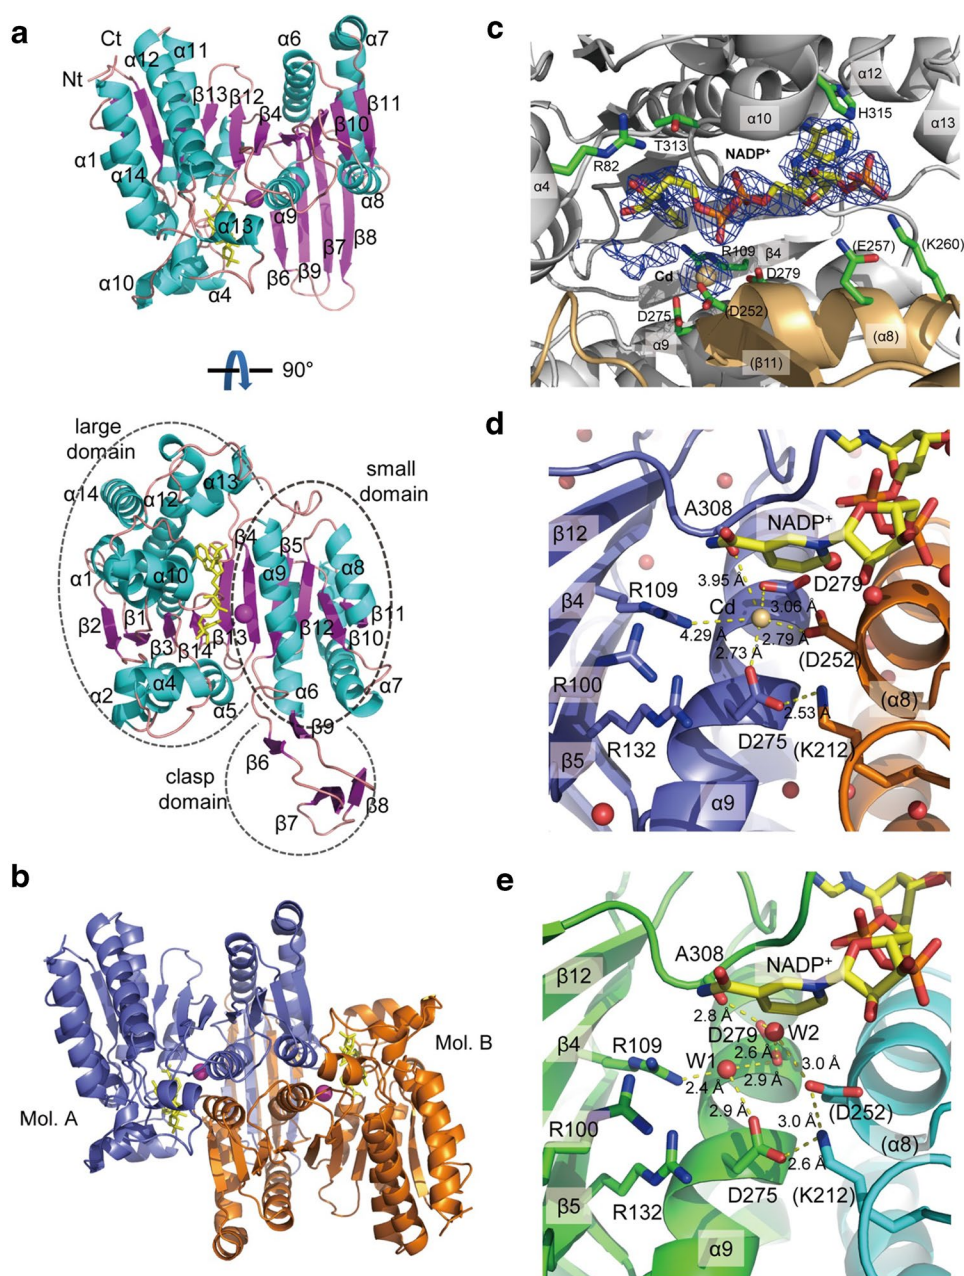 a
Ct
Nt
α12
α11
α6
α7
β13
β12
β4
β11
β10
α1
α14
α9
α8
α13
β7
β8
β6
β9
α10
α4
90°
large
domain
small
domain
α14
α12
α13
β4
β5
α9
α8
α1
α10
β2
β1
β3
β14
β13
β12
β11
β10
α2
α4
α5
α6
α7
β9
β6
clasp
domain
β7
β8
b
Mol. A
Mol. B
c
α12
H315
α10
α13
T313
NADP+
R82
α4
R109
β4
(E257)
(K260)
Cd
D279
D275
(D252)
α9
(α8)
(β11)
d
A308
NADP+
β12
3.95 Å
D279
R109
Cd
3.06 Å
β4
4.29 Å
2.79 Å
2.73 Å
(D252)
R100
2.53 Å
(α8)
R132
D275
(K212)
β5
α9
e
A308
NADP+
β12
2.8 Å
D279
W2
β4
R109
W1
2.6 Å
3.0 Å
2.4 Å
2.9 Å
(D252)
2.9 Å
3.0 Å
R100
(α8)
2.6 Å
β5
R132
D275
(K212)
α9